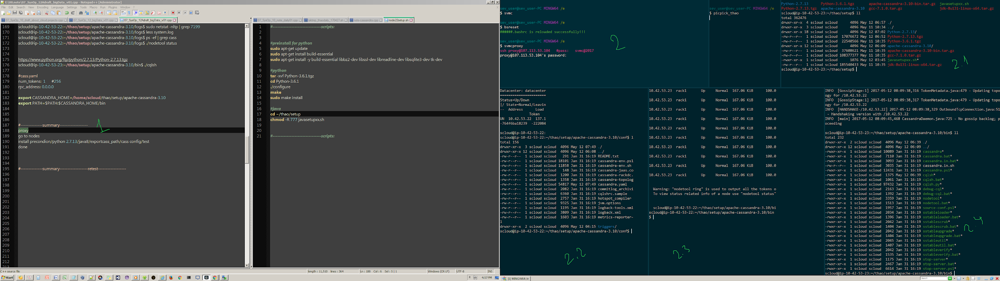 E:\00.note\07_SysOp_12Adraft_bigData_v01.cpp - Notepad++ [Administrator]
File Edit Search View Encoding Language Settings Tools Macro Run Plugins Window ?
07_SysOp_10_draft_about_cloud.projects.cpp
07_SysOp_12_bigData_v01.cpp
07_SysOp_12Adraft_bigData_v01.cpp
169 scloud@ip-10-42-53-22:~/thao/setup/apache-cassandra-3.10/logs$ sudo netstat -nltp | grep 7199
170 scloud@ip-10-42-53-22:~/thao/setup/apache-cassandra-3.10/logs$ less system.log
171 scloud@ip-10-42-53-22:~/thao/setup/apache-cassandra-3.10/logs$ ps -ef | grep cass
172 scloud@ip-10-42-53-22:~/thao/setup/apache-cassandra-3.10/logs$ ./nodetool status
173
174
175 https://www.python.org/ftp/python/2.7.13/Python-2.7.13.tgz
176 scloud@ip-10-42-53-22:~/thao/setup/apache-cassandra-3.10/bin$ ./cqlsh
177
178 #cass.yaml
179 num_tokens: 1 #256
180 rpc_address: 0.0.0.0
181
182 export CASSANDRA_HOME=/home/scloud/thao/setup/apache-cassandra-3.10
183 export PATH=$PATH:$CASSANDRA_HOME/bin
184
185
186
187 #--------------summary------------------
188 proxy
189 go to nodes
190 install precondion/python 2.7.13/java8/exportcass_path/cass config/test
191 done
192
193
194
195 #--------------summary------------------retest------------------
196
197
198
199
200
201
202
203
204
205
206
207
208
209
210
211
212
213
07_SysOp_10_note_daily01.cpp
tasktmp_thaodaily_170427.sh
note-cassandra.cpp
node22setup.sh
1 #-------------------------------scripts:
2
3
4 #preinstall for python
5 sudo apt-get update
6 sudo apt-get install build-essential
7 sudo apt-get install -y build-essential libbz2-dev libssl-dev libreadline-dev libsqlite3-dev tk-dev
8
9 #python
10 tar -xvf Python-3.6.1.tgz
11 cd Python-3.6.1
12 ./configure
13 make
14 sudo make install
15
16 #java
17 cd ~/thao/setup
18 chmod -R 777 javasetupxx.sh
19
20
21 #-------------------------------scripts:
C++ source file length : 11,510 lines : 364 Ln : 188 Col : 6 Sel : 5 | 1 Windows (CR LF) UTF-8 INS
Start 4:57 PM
sev_user@sev_user-PC MINGW64 /e
$ svmc
sev_user@sev_user-PC MINGW64 /e
$ bsreset
######.bashrc is reloaded successfully!!!
sev_user@sev_user-PC MINGW64 /e
$ svmcproxy
ssh proxy@107.113.53.104 #pass: svmc@2017
proxy@107.113.53.104's password:
2
sev_user@sev_user-PC MINGW64 /e
$ picpick_thao
Python-2.7.13 Python-3.6.1.tgz apache-cassandra-3.10-bin.tar.gz javasetupxx.sh
Python-2.7.13.tgz apache-cassandra-3.10 gcc-7.1.0.tar.gz jdk-8u131-linux-x64.tar.gz
scloud@ip-10-42-53-23:~/thao/setup$ ll
total 362476
drwxr-xr-x 4 scloud scloud 4096 May 12 06:57 ./
drwxr-xr-x 3 scloud scloud 4096 May 11 10:34 ../
drwxr-xr-x 18 scloud scloud 4096 May 12 07:02 Python-2.7.13/
-rw-r--r-- 1 scloud scloud 17076672 May 12 06:52 Python-2.7.13.tgz
-rw-r--r-- 1 scloud scloud 22540566 May 11 10:35 Python-3.6.1.tgz
drwxr-xr-x 12 scloud scloud 4096 May 12 06:09 apache-cassandra-3.10/
-rw-r--r-- 1 scloud scloud 37608621 May 11 10:35 apache-cassandra-3.10-bin.tar.gz
-rw-r--r-- 1 scloud scloud 108377377 May 11 10:35 gcc-7.1.0.tar.gz
-rwxr-xr-x 1 scloud scloud 1076 May 12 03:45 javasetupxx.sh*
-rw-r--r-- 1 scloud scloud 185540433 May 11 10:35 jdk-8u131-linux-x64.tar.gz
scloud@ip-10-42-53-23:~/thao/setup$
2.1
Datacenter: datacenter
======================
Status=Up/Down
|/ State=Normal/Leavin
-- Address Load
Token
UN 10.42.53.22 137.1
-764f6ba18239 -222084
scloud@ip-10-42-53-22:
scloud@ip-10-42-53-22:~/thao/setup/apache-cassandra-3.10/conf$ l
total 156
drwxr-xr-x 3 scloud scloud 4096 May 12 07:49 ./
drwxr-xr-x 12 scloud scloud 4096 May 12 06:08 ../
-rw-r--r-- 1 scloud scloud 291 Jan 31 16:19 README.txt
-rw-r--r-- 1 scloud scloud 18101 Jan 31 16:19 cassandra-env.ps1
-rw-r--r-- 1 scloud scloud 11858 Jan 31 16:19 cassandra-env.sh
-rw-r--r-- 1 scloud scloud 148 Jan 31 16:19 cassandra-jaas.co
-rw-r--r-- 1 scloud scloud 1200 Jan 31 16:19 cassandra-rackdc.
-rw-r--r-- 1 scloud scloud 1358 Jan 31 16:19 cassandra-topolog
-rw-r--r-- 1 scloud scloud 54817 May 12 07:49 cassandra.yaml
-rw-r--r-- 1 scloud scloud 2082 Jan 31 16:19 commitlog_archivi
-rw-r--r-- 1 scloud scloud 6360 Jan 31 16:19 cqlshrc.sample
-rw-r--r-- 1 scloud scloud 2757 Jan 31 16:19 hotspot_compiler
-rw-r--r-- 1 scloud scloud 9325 Jan 31 16:19 jvm.options
-rw-r--r-- 1 scloud scloud 1195 Jan 31 16:19 logback-tools.xml
-rw-r--r-- 1 scloud scloud 3809 Jan 31 16:19 logback.xml
-rw-r--r-- 1 scloud scloud 1603 Jan 31 16:19 metrics-reporter-
l
drwxr-xr-x 2 scloud scloud 4096 May 12 04:15 triggers/
scloud@ip-10-42-53-22:~/thao/setup/apache-cassandra-3.10/conf$
2.2
10.42.53.23 rack1 Up Normal 167.06 KiB 100.0
10.42.53.23 rack1 Up Normal 167.06 KiB 100.0
10.42.53.23 rack1 Up Normal 167.06 KiB 100.0
10.42.53.23 rack1 Up Normal 167.06 KiB 100.0
10.42.53.23 rack1 Up Normal 167.06 KiB 100.0
10.42.53.23 rack1 Up Normal 167.06 KiB 100.0
10.42.53.23 rack1 Up Normal 167.06 KiB 100.0
10.42.53.23 rack1 Up Normal 167.06 KiB 100.0
10.42.53.23 rack1 Up Normal 167.06 KiB 100.0
10.42.53.23 rack1 Up Normal 167.06 KiB 100.0
Warning: "nodetool ring" is used to output all the tokens o
To view status related info of a node use "nodetool status"
scloud@ip-10-42-53-22:~/thao/setup/apache-cassandra-3.10/bi
scloud@ip-10-42-53-22:~/thao/setup/apache-cassandra-3.10/bin
$
2.3
INFO [GossipStage:1] 2017-05-12 08:09:38,316 TokenMetadata.java:479 - Updating topo
ogy for /10.42.53.22
INFO [GossipStage:1] 2017-05-12 08:09:38,317 TokenMetadata.java:479 - Updating topo
ogy for /10.42.53.22
INFO [HANDSHAKE-/10.42.53.22] 2017-05-12 08:09:38,329 OutboundTcpConnection.java:51
- Handshaking version with /10.42.53.22
INFO [main] 2017-05-12 08:09:45,468 CassandraDaemon.java:725 - No gossip backlog; p
oceeding
scloud@ip-10-42-53-23:~/thao/setup/apache-cassandra-3.10/bin$ ll
total 232
drwxr-xr-x 2 scloud scloud 4096 May 12 06:39 ./
drwxr-xr-x 12 scloud scloud 4096 May 12 06:09 ../
-rwxr-xr-x 1 scloud scloud 10089 Jan 31 16:19 cassandra*
-rwxr-xr-x 1 scloud scloud 7110 Jan 31 16:19 cassandra.bat*
-rwxr-xr-x 1 scloud scloud 3093 Jan 31 16:19 cassandra.in.bat*
-rw-r--r-- 1 scloud scloud 3035 Jan 31 16:19 cassandra.in.sh
-rwxr-xr-x 1 scloud scloud 12431 Jan 31 16:19 cassandra.ps1*
-rwxr-xr-x 1 scloud scloud 1375 May 12 06:39 cqlsh*
-rwxr-xr-x 1 scloud scloud 1061 Jan 31 16:19 cqlsh.bat*
-rwxr-xr-x 1 scloud scloud 97432 Jan 31 16:19 cqlsh.py*
-rwxr-xr-x 1 scloud scloud 2163 Jan 31 16:19 debug-cql*
-rwxr-xr-x 1 scloud scloud 1392 Jan 31 16:19 debug-cql.bat*
-rwxr-xr-x 1 scloud scloud 3359 Jan 31 16:19 nodetool*
-rwxr-xr-x 1 scloud scloud 1513 Jan 31 16:19 nodetool.bat*
-rwxr-xr-x 1 scloud scloud 1957 Jan 31 16:19 source-conf.ps1*
-rwxr-xr-x 1 scloud scloud 2034 Jan 31 16:19 sstableloader*
-rwxr-xr-x 1 scloud scloud 1396 Jan 31 16:19 sstableloader.bat*
-rwxr-xr-x 1 scloud scloud 2042 Jan 31 16:19 sstablescrub*
-rwxr-xr-x 1 scloud scloud 1404 Jan 31 16:19 sstablescrub.bat*
-rwxr-xr-x 1 scloud scloud 2042 Jan 31 16:19 sstableupgrade*
-rwxr-xr-x 1 scloud scloud 1404 Jan 31 16:19 sstableupgrade.bat*
-rwxr-xr-x 1 scloud scloud 2045 Jan 31 16:19 sstableutil*
-rwxr-xr-x 1 scloud scloud 1407 Jan 31 16:19 sstableutil.bat*
-rwxr-xr-x 1 scloud scloud 2042 Jan 31 16:19 sstableverify*
-rwxr-xr-x 1 scloud scloud 1535 Jan 31 16:19 sstableverify.bat*
-rwxr-xr-x 1 scloud scloud 1175 Jan 31 16:19 stop-server*
-rwxr-xr-x 1 scloud scloud 2467 Jan 31 16:19 stop-server.bat*
-rwxr-xr-x 1 scloud scloud 6614 Jan 31 16:19 stop-server.ps1*
scloud@ip-10-42-53-23:~/thao/setup/apache-cassandra-3.10/bin$
[1] MINGW64:/e
Search